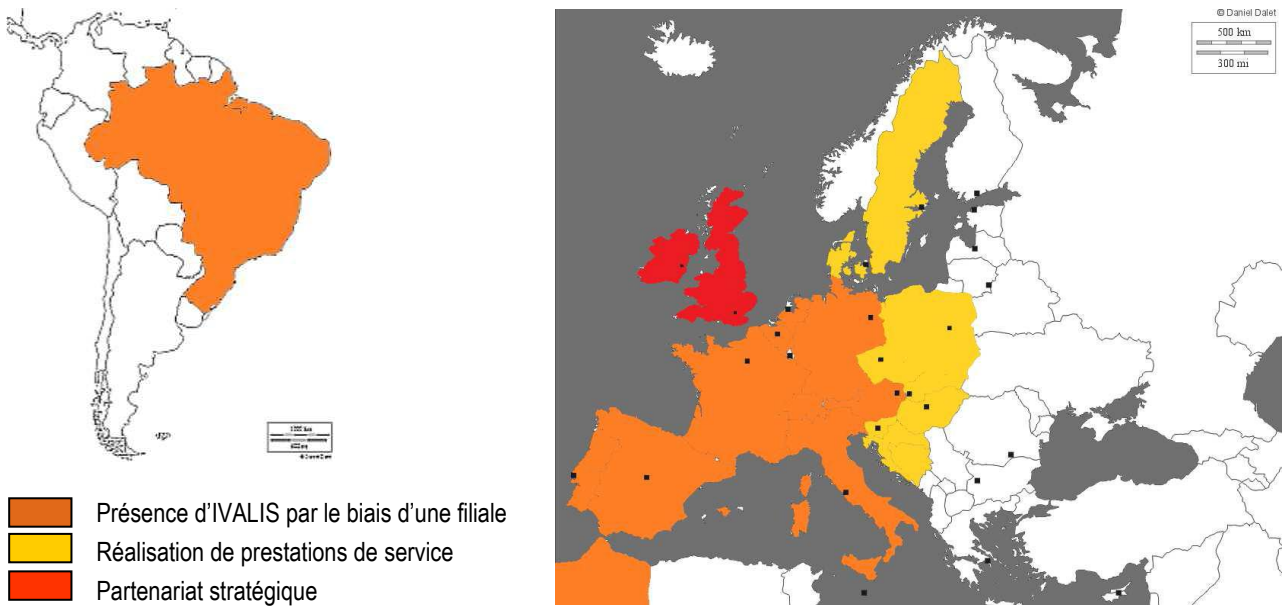 © Daniel Dalet
500 km
300 mi
Présence d'IVALIS par le biais d'une filiale
Réalisation de prestations de service
Partenariat stratégique